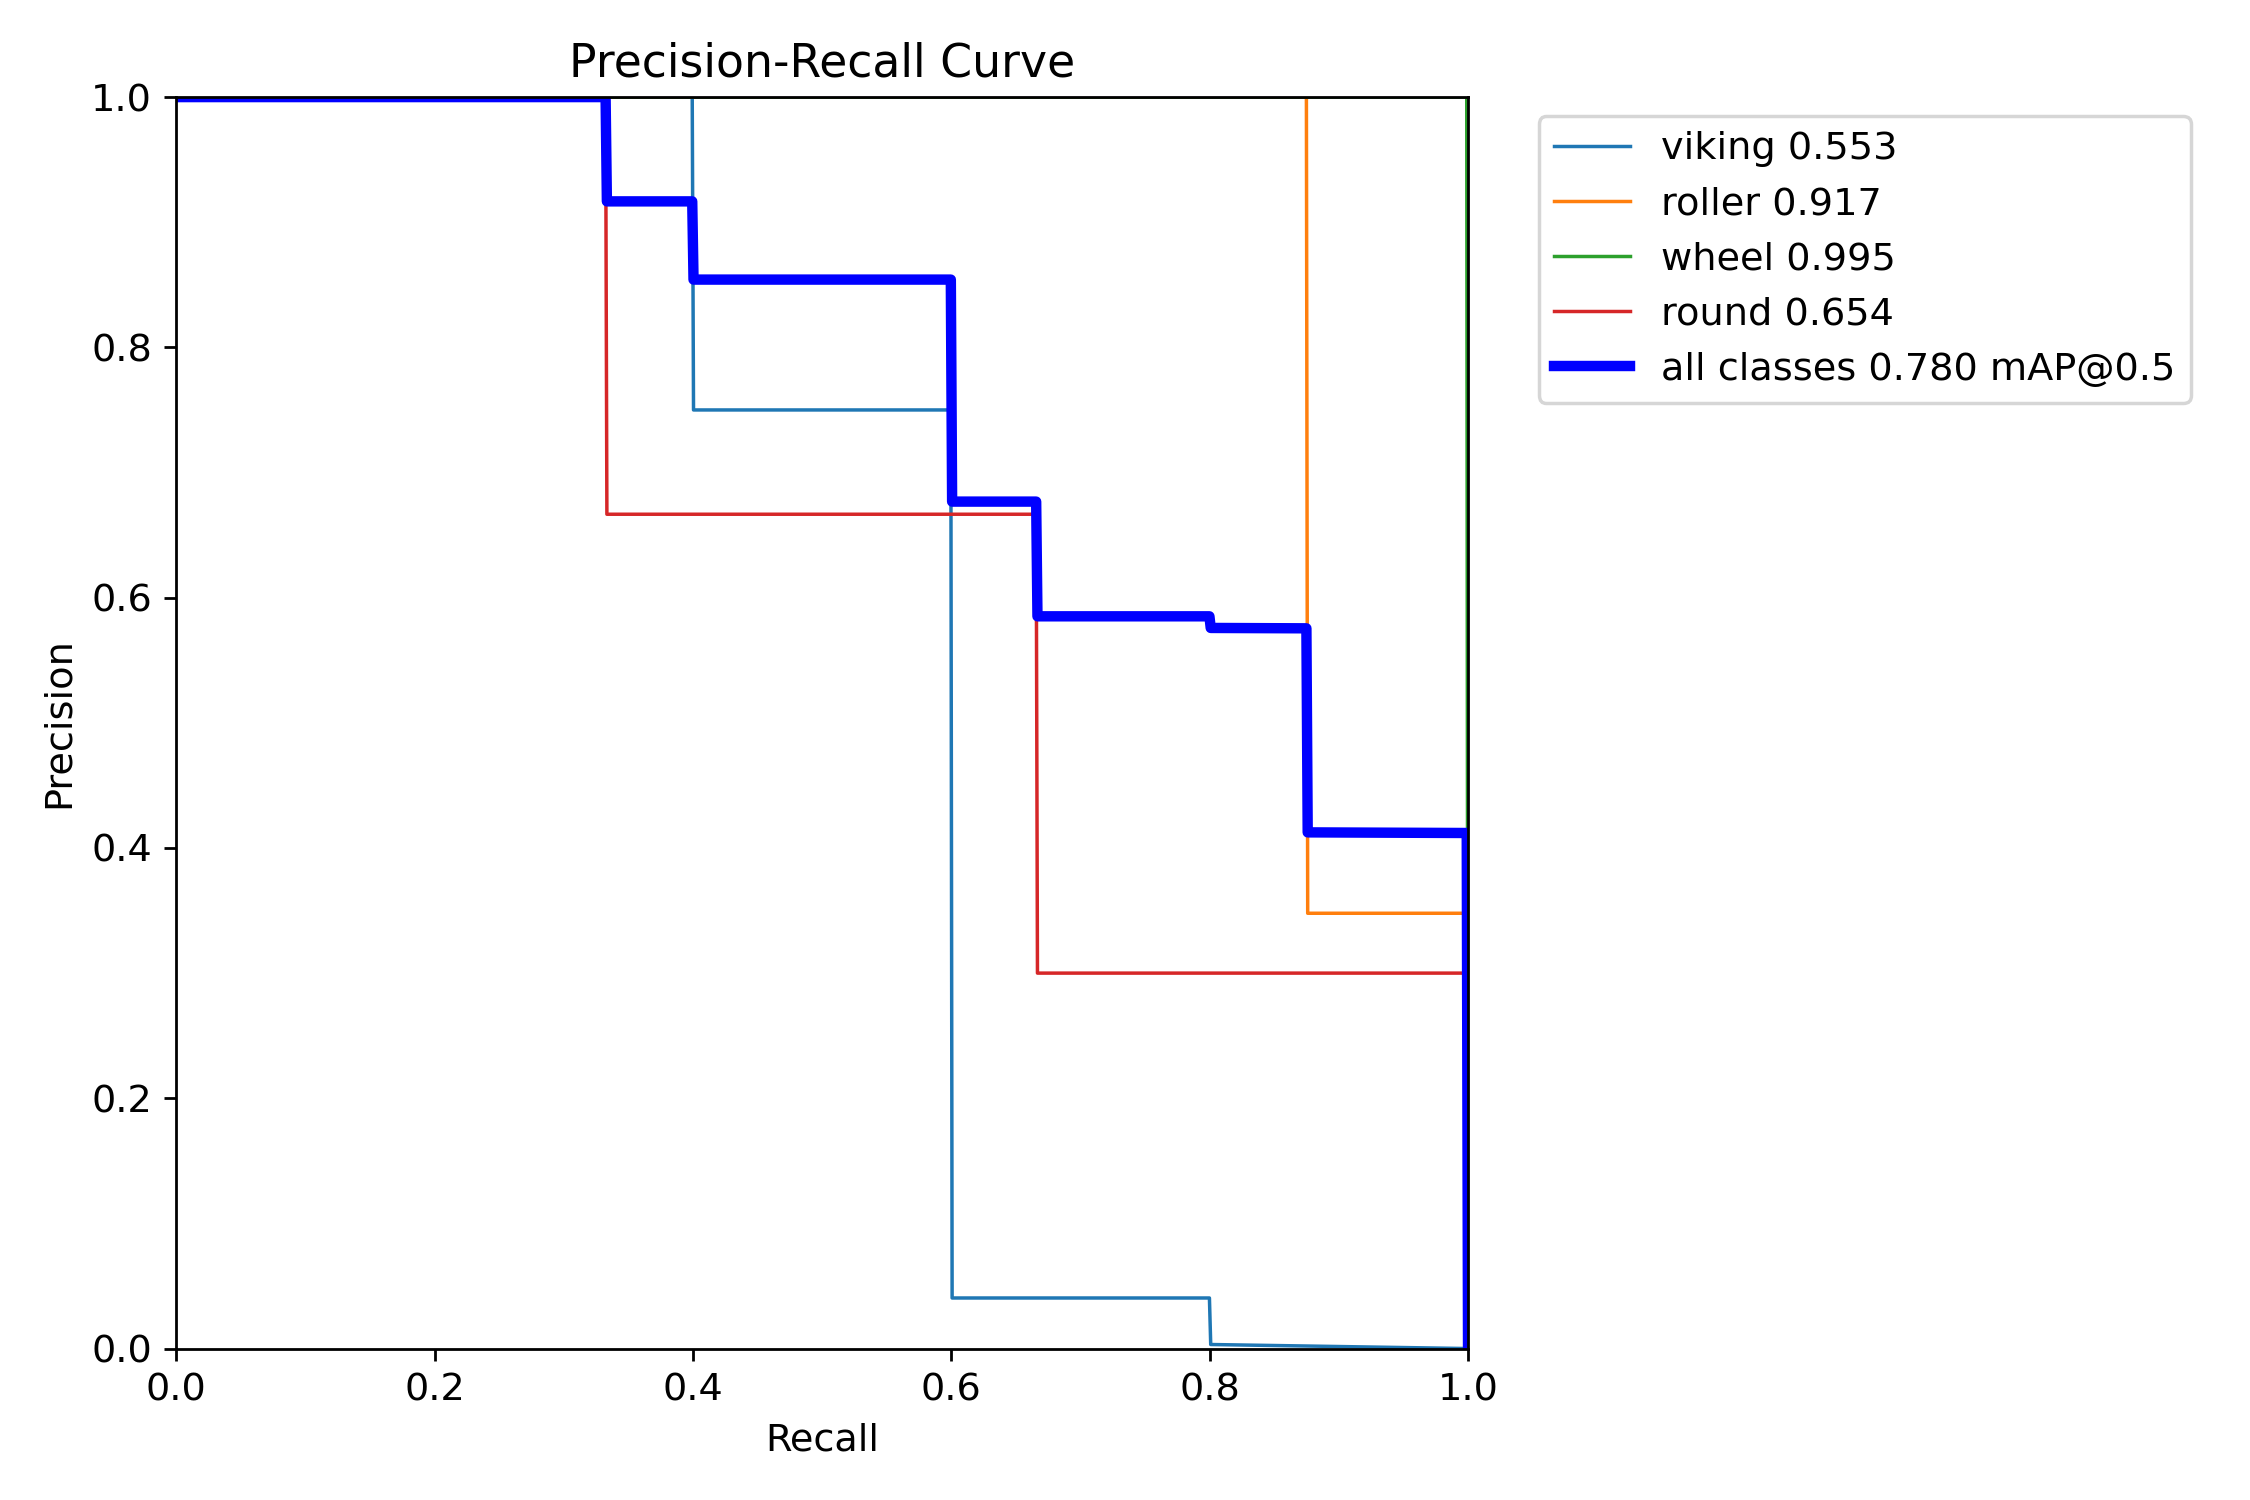 Precision-Recall Curve
1.0
0.8
0.6
0.4
0.2
0.0
Precision
0.0 0.2 0.4 0.6 0.8 1.0
Recall
viking 0.553
roller 0.917
wheel 0.995
round 0.654
all classes 0.780 mAP@0.5